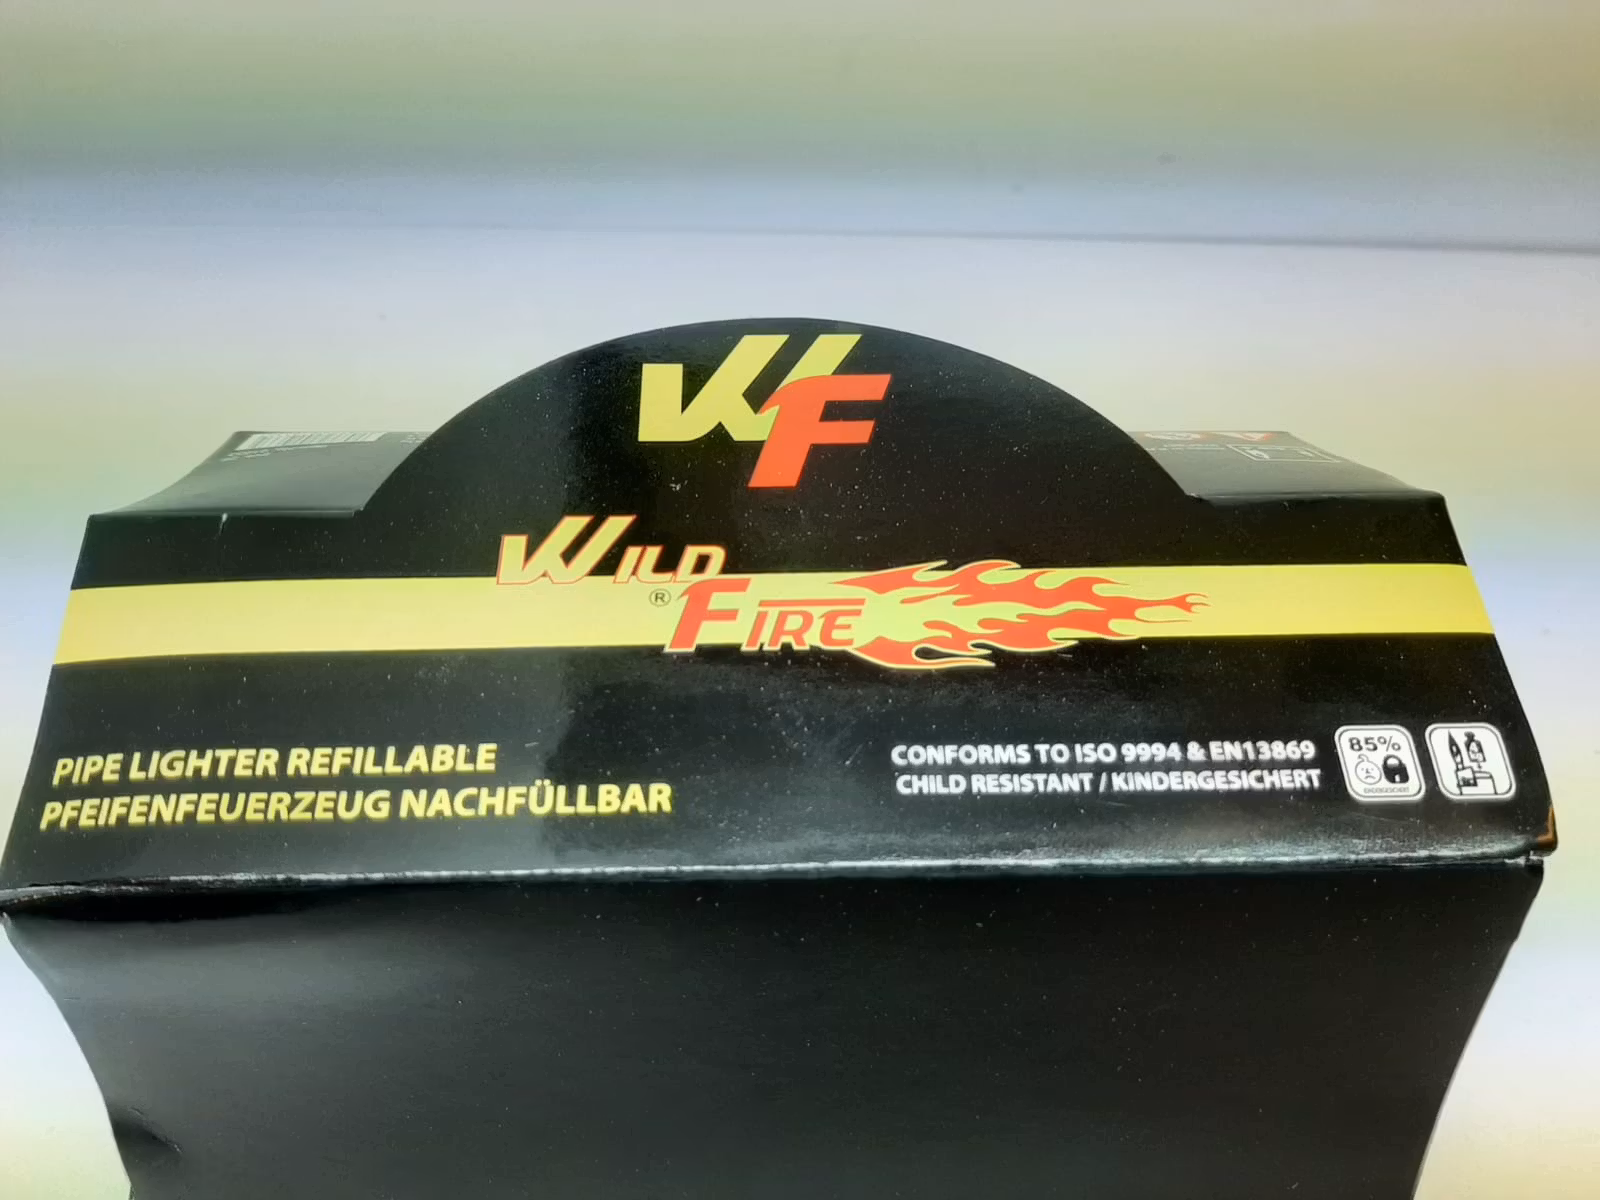 WF
WILD
® FIRE
PIPE LIGHTER REFILLABLE
PFEIFENFEUERZEUG NACHFÜLLBAR
CONFORMS TO ISO 9994 & EN13869
CHILD RESISTANT / KINDERGESICHERT
85%